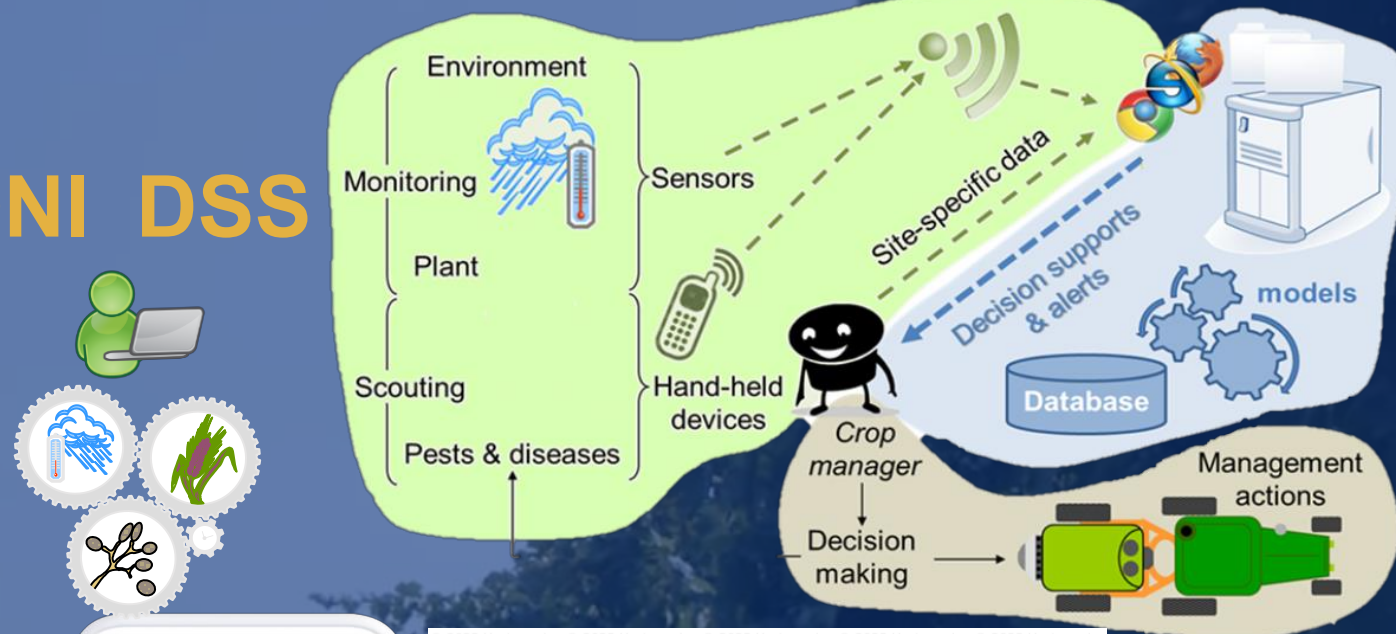 NI DSS
Environment
Monitoring
Sensors
Plant
Scouting
Hand-held
devices
Pests & diseases
Site-specific data
Decision supports
& alerts
models
Database
Crop
manager
Decision
making
Management
actions